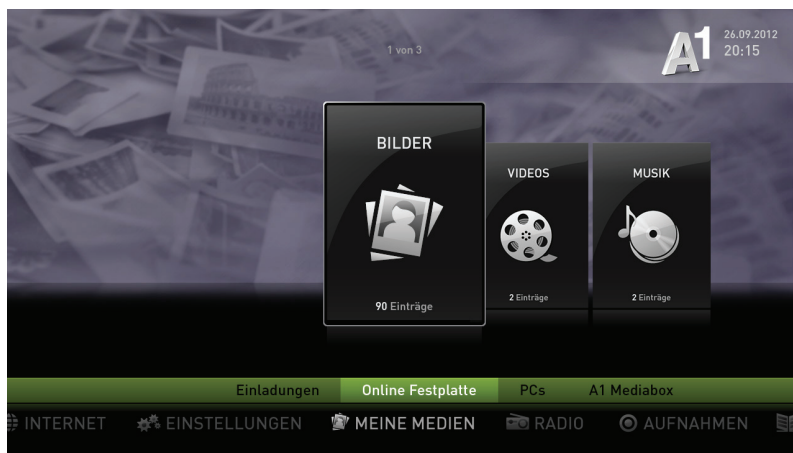 1 von 3
A1
26.09.2012
20:15
BILDER
90 Einträge
VIDEOS
2 Einträge
MUSIK
2 Einträge
Einladungen Online Festplatte PCs A1 Mediabox
INTERNET EINSTELLUNGEN MEINE MEDIEN RADIO AUFNAHMEN